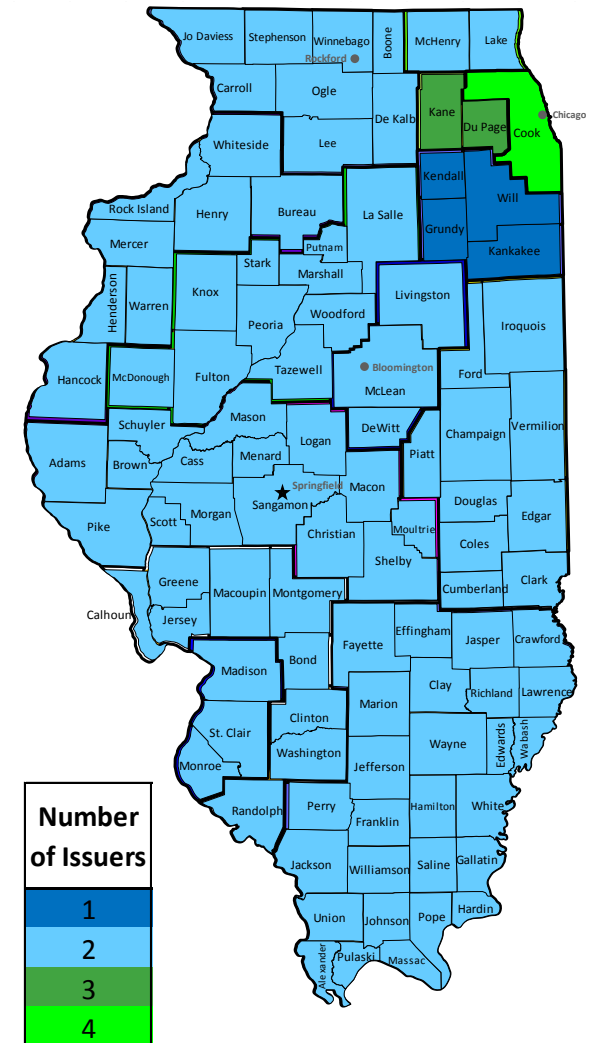 Jo Daviess
Stephenson
Winnebago
Boone
McHenry
Lake
Rockford
Carroll
Ogle
De Kalb
Kane
Du Page
Cook
Chicago
Whiteside
Lee
Kendall
Will
Rock Island
Henry
Bureau
La Salle
Grundy
Mercer
Putnam
Kankakee
Stark
Marshall
Henderson
Warren
Knox
Livingston
Woodford
Peoria
Iroquois
Hancock
McDonough
Fulton
Tazewell
Bloomington
McLean
Ford
Schuyler
Mason
Logan
DeWitt
Champaign
Vermilion
Adams
Brown
Cass
Menard
Piatt
Springfield
Macon
Sangamon
Pike
Scott
Morgan
Christian
Moultrie
Douglas
Edgar
Coles
Shelby
Greene
Macoupin
Montgomery
Cumberland
Clark
Calhoun
Jersey
Fayette
Effingham
Jasper
Crawford
Madison
Bond
Clay
Richland
Lawrence
Marion
Clinton
St. Clair
Wayne
Edwards
Wabash
Washington
Monroe
Jefferson
Randolph
Perry
Hamilton
White
Franklin
Jackson
Williamson
Saline
Gallatin
Union
Johnson
Pope
Hardin
Alexander
Pulaski
Massac
Number
of Issuers
1
2
3
4